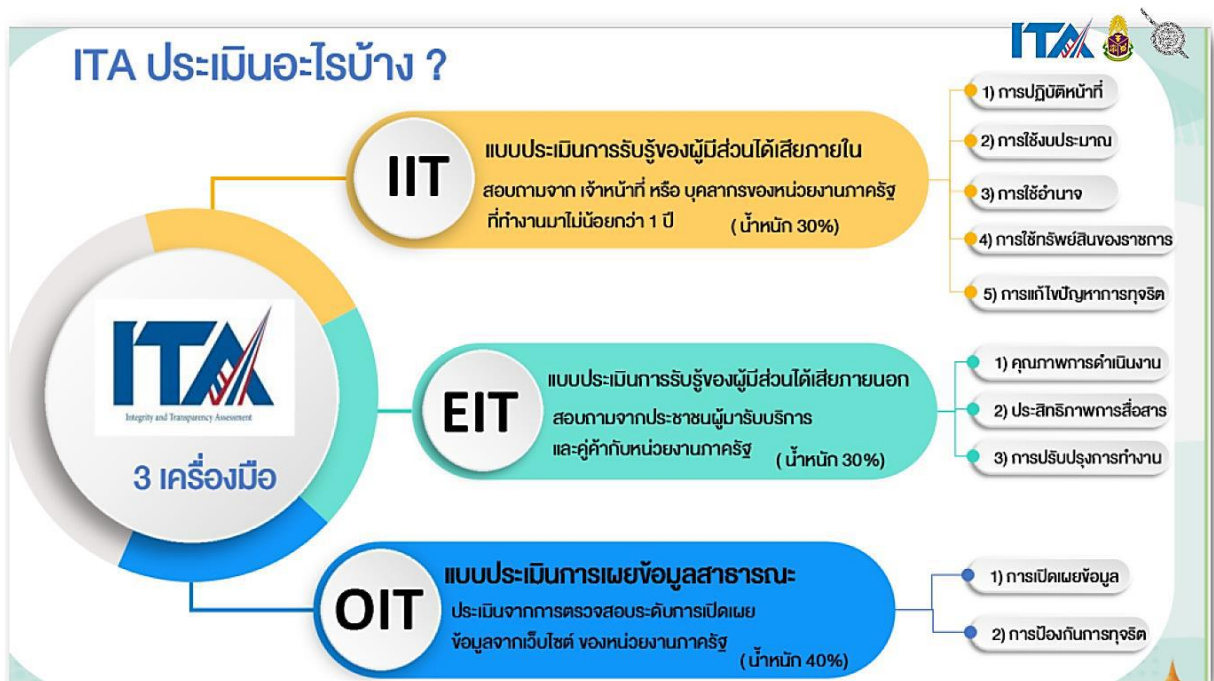 ITA ประเมินอะไรบ้าง ?
ITA
IIT
แบบประเมินการรับรู้ของผู้มีส่วนได้เสียภายใน
สอบถามจาก เจ้าหน้าที่ หรือ บุคลากรของหน่วยงานภาครัฐ
ที่ทำงานมาไม่น้อยกว่า 1 ปี (น้ำหนัก 30%)
1) การปฏิบัติหน้าที่
2) การใช้งบประมาณ
3) การใช้อำนาจ
4) การใช้ทรัพย์สินของราชการ
5) การแก้ไขปัญหาการทุจริต
ITA
Integrity and Transparency Assessment
3 เครื่องมือ
EIT
แบบประเมินการรับรู้ของผู้มีส่วนได้เสียภายนอก
สอบถามจากประชาชนผู้มารับบริการ
และคู่ค้ากับหน่วยงานภาครัฐ (น้ำหนัก 30%)
1) คุณภาพการดำเนินงาน
2) ประสิทธิภาพการสื่อสาร
3) การปรับปรุงการทำงาน
OIT
แบบประเมินการเผยข้อมูลสาธารณะ
ประเมินจากการตรวจสอบระดับการเปิดเผย
ข้อมูลจากเว็บไซต์ ของหน่วยงานภาครัฐ (น้ำหนัก 40%)
1) การเปิดเผยข้อมูล
2) การป้องกันการทุจริต